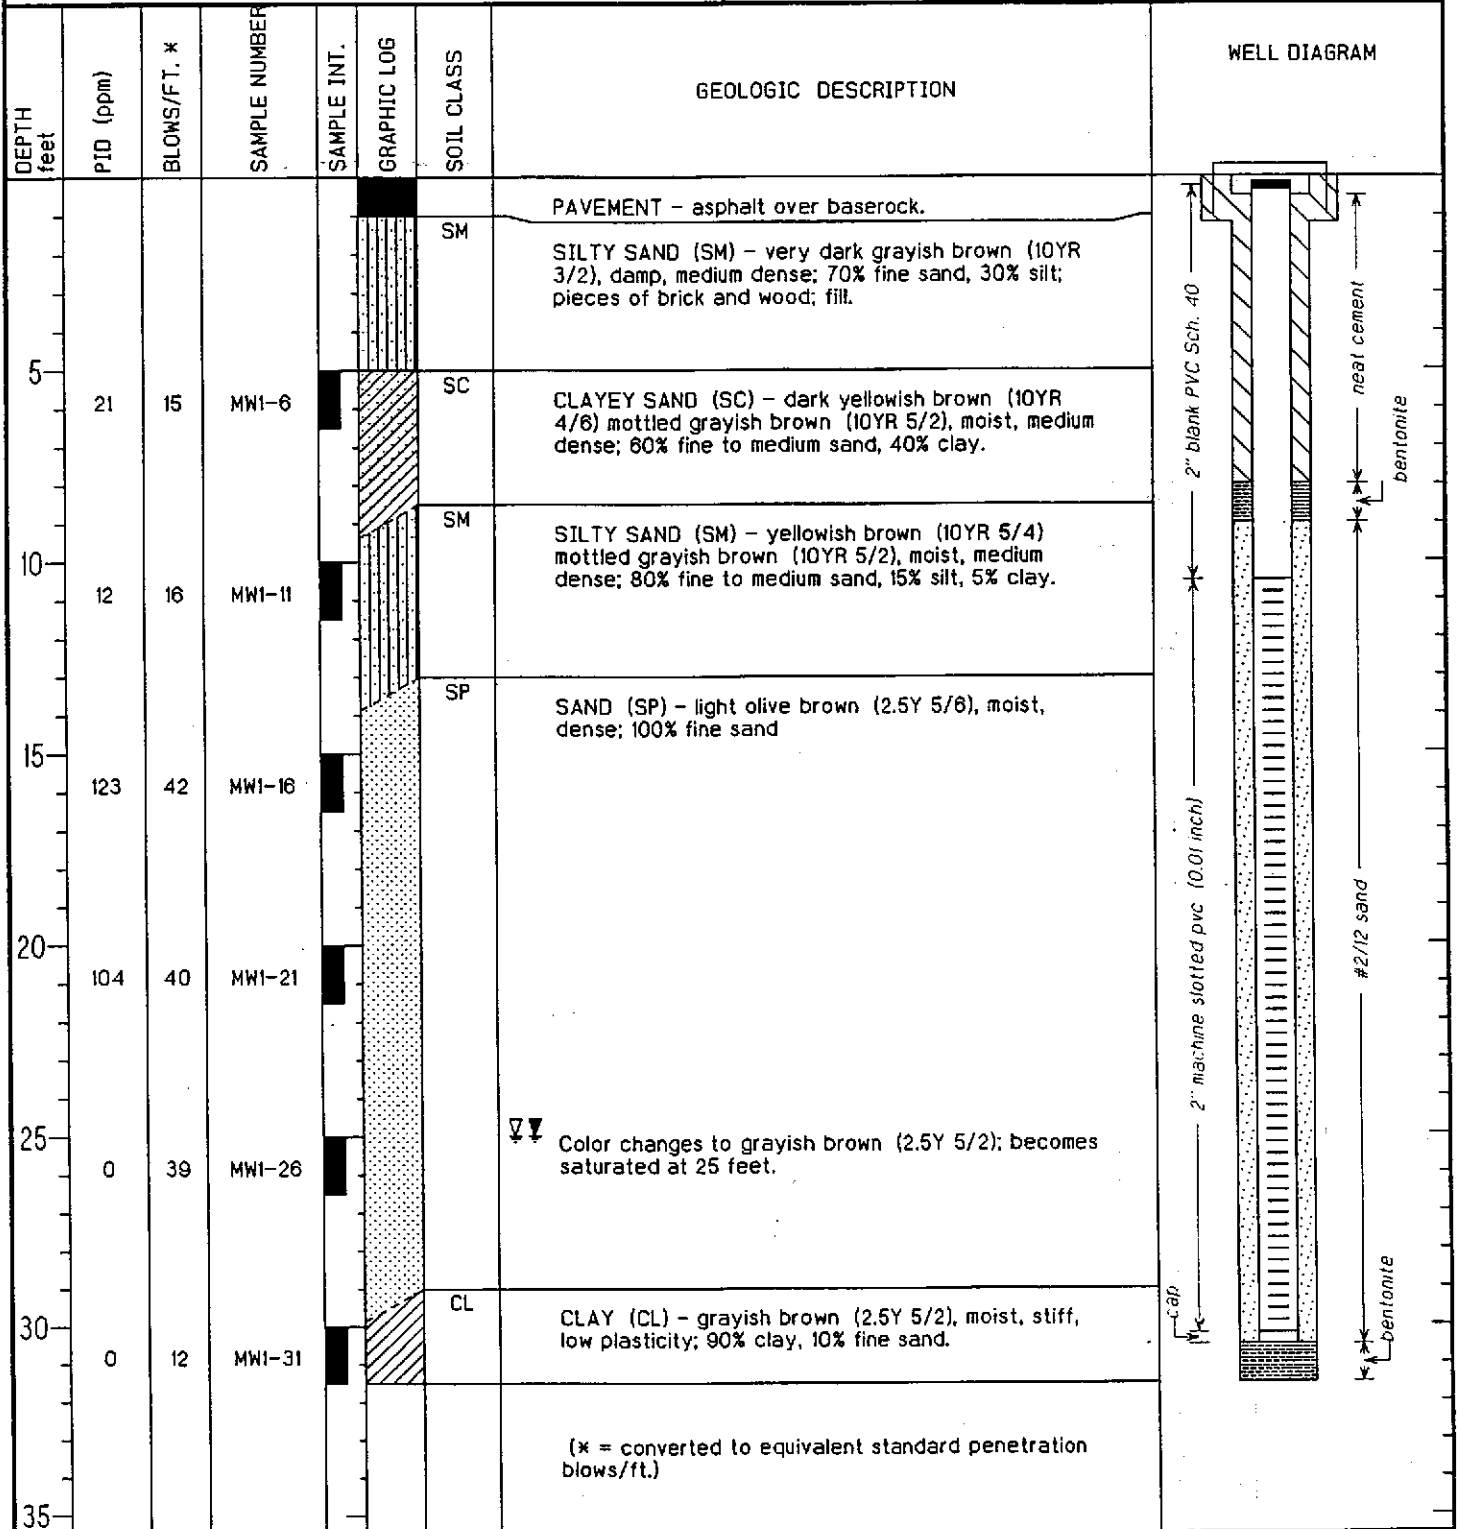 DEPTH
feet
PID (ppm)
BLOWS/FT. *
SAMPLE NUMBER
SAMPLE INT.
GRAPHIC LOG
SOIL CLASS
GEOLOGIC DESCRIPTION
WELL DIAGRAM
PAVEMENT - asphalt over baserock.
SM
SILTY SAND (SM) - very dark grayish brown (10YR
3/2), damp, medium dense; 70% fine sand, 30% silt;
pieces of brick and wood; fill.
5
21 15 MW1-6
SC
CLAYEY SAND (SC) - dark yellowish brown (10YR
4/6) mottled grayish brown (10YR 5/2), moist, medium
dense; 60% fine to medium sand, 40% clay.
SM
SILTY SAND (SM) - yellowish brown (10YR 5/4)
mottled grayish brown (10YR 5/2), moist, medium
dense; 80% fine to medium sand, 15% silt, 5% clay.
10
12 16 MW1-11
SP
SAND (SP) - light olive brown (2.5Y 5/6), moist,
dense; 100% fine sand
15
123 42 MW1-16
20
104 40 MW1-21
25
Color changes to grayish brown (2.5Y 5/2); becomes
saturated at 25 feet.
0 39 MW1-26
CL
CLAY (CL) - grayish brown (2.5Y 5/2), moist, stiff,
low plasticity; 90% clay, 10% fine sand.
30
0 12 MW1-31
(* = converted to equivalent standard penetration
blows/ft.)
35
2" blank PVC Sch. 40
neat cement
bentonite
2" machine slotted pvc (0.01 inch)
#2/12 sand
cap
bentonite